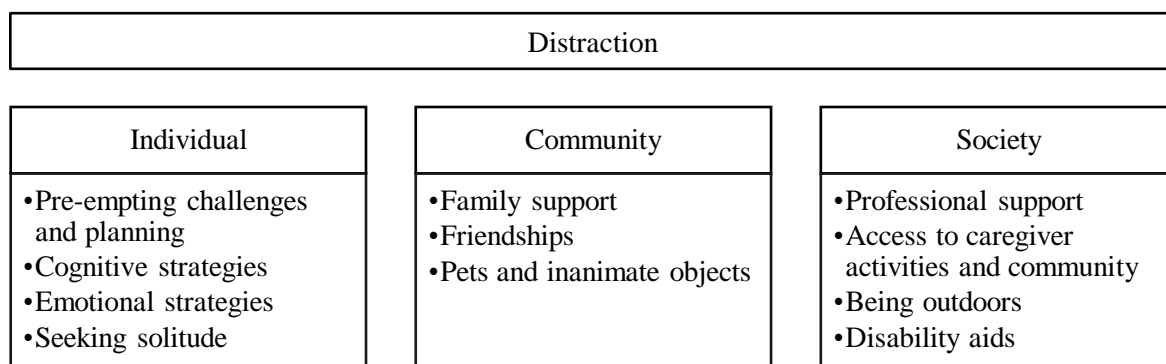 Distraction
Individual
•Pre-empting challenges
and planning
•Cognitive strategies
•Emotional strategies
•Seeking solitude
Community
•Family support
•Friendships
•Pets and inanimate objects
Society
•Professional support
•Access to caregiver
activities and community
•Being outdoors
•Disability aids